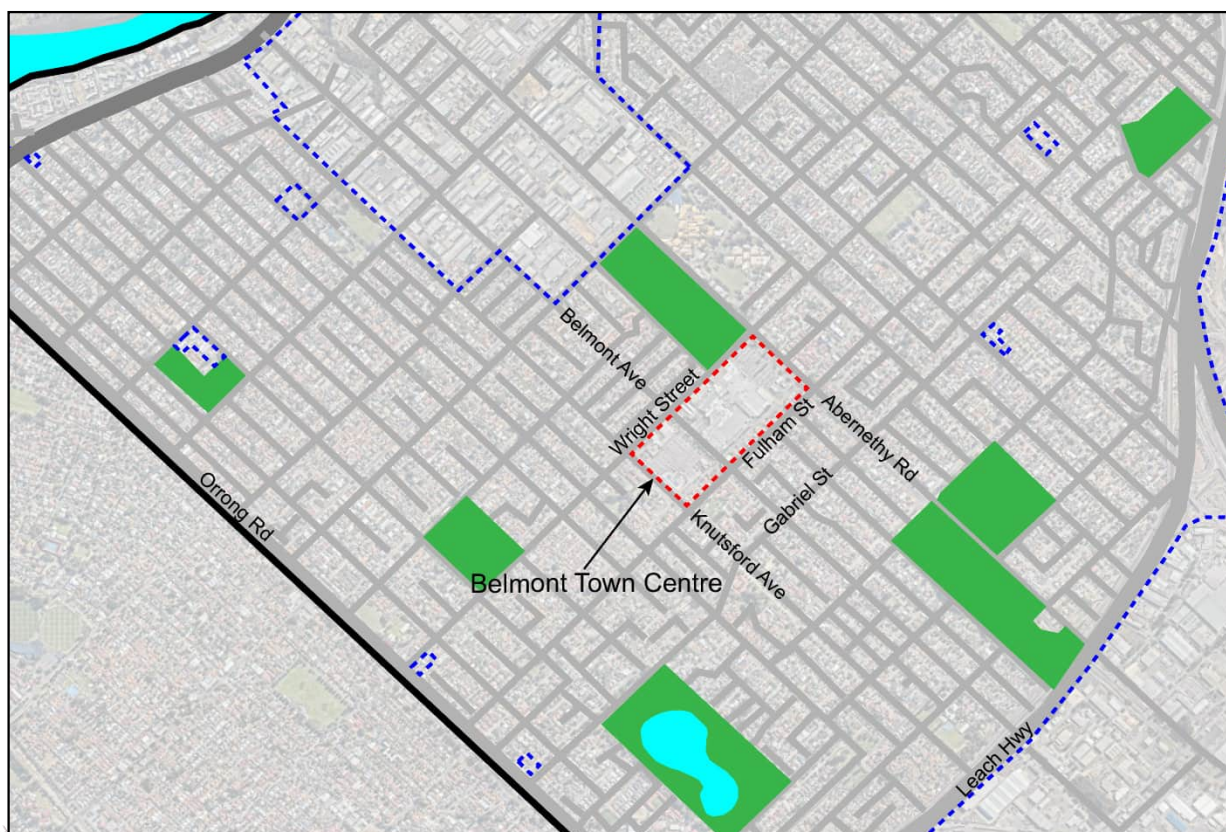 Belmont Ave
Wright Street
Fulham St
Abernethy Rd
Gabriel St
Orrong Rd
Knutsford Ave
Belmont Town Centre
Leach Hwy